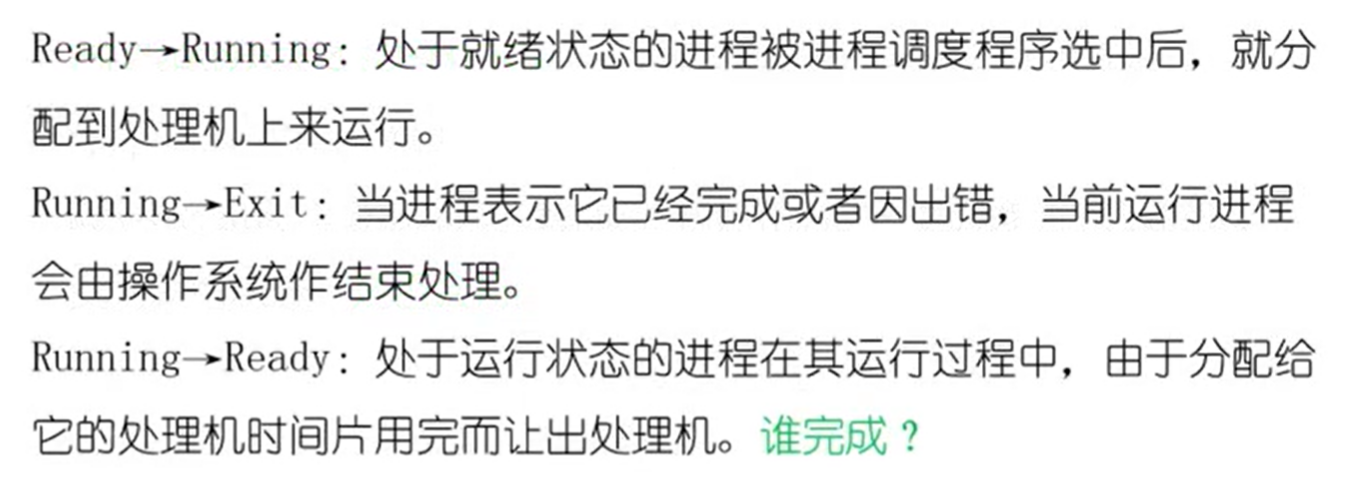 Ready→Running: 处于就绪状态的进程被进程调度程序选中后，就分
配到处理机上来运行。
Running→Exit: 当进程表示它已经完成或者因出错，当前运行进程
会由操作系统作结束处理。
Running→Ready: 处于运行状态的进程在其运行过程中，由于分配给
它的处理机时间片用完而让出处理机。谁完成？